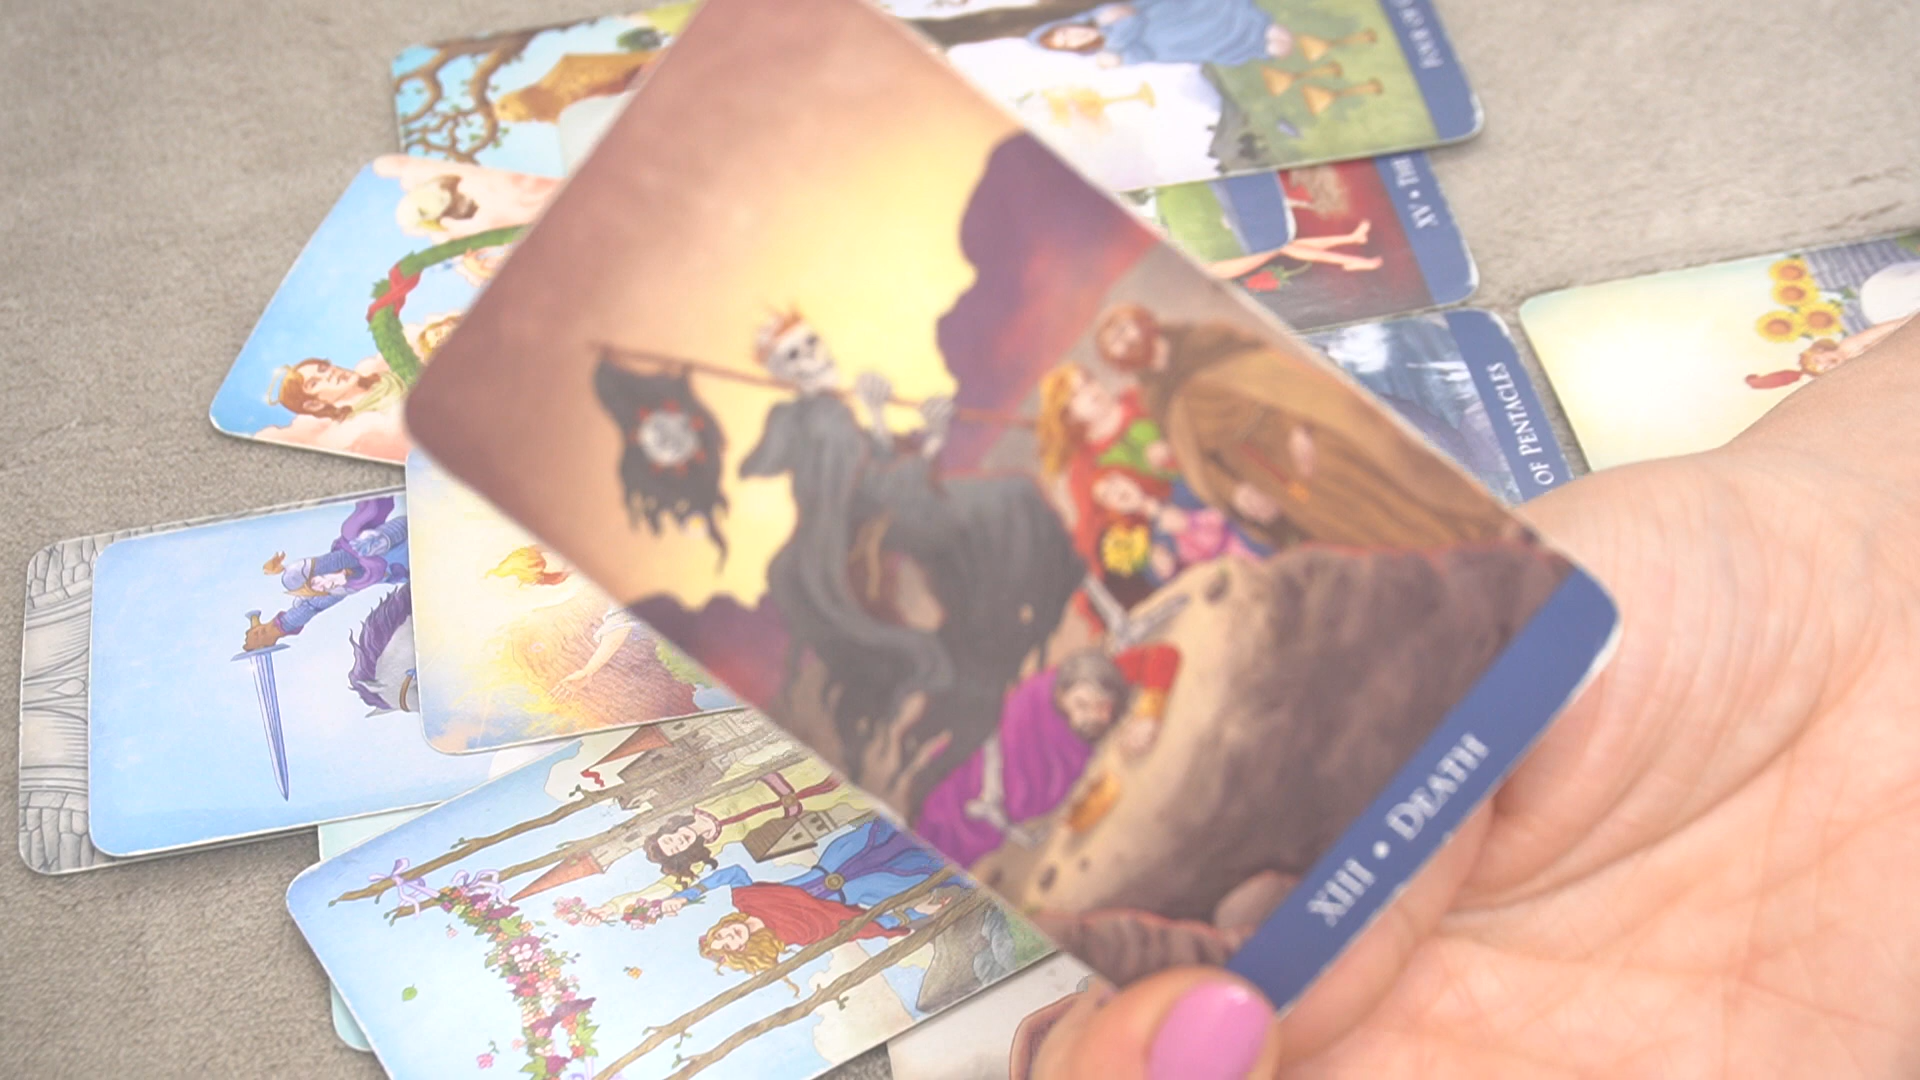 XV • THE
OF PENTACLES
XIII • DEATH